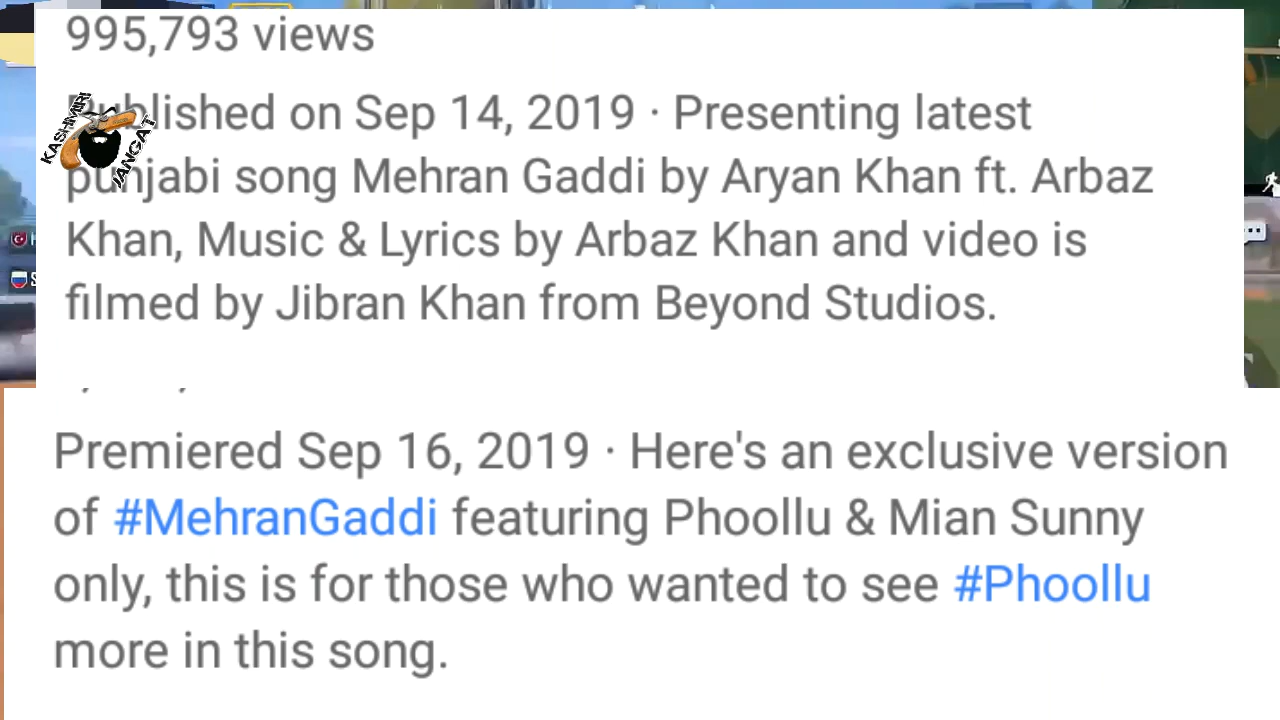 995,793 views
Published on Sep 14, 2019 · Presenting latest
punjabi song Mehran Gaddi by Aryan Khan ft. Arbaz
Khan, Music & Lyrics by Arbaz Khan and video is
filmed by Jibran Khan from Beyond Studios.
KASHMIRI
JANGAT
Premiered Sep 16, 2019 · Here's an exclusive version
of #MehranGaddi featuring Phoollu & Mian Sunny
only, this is for those who wanted to see #Phoollu
more in this song.